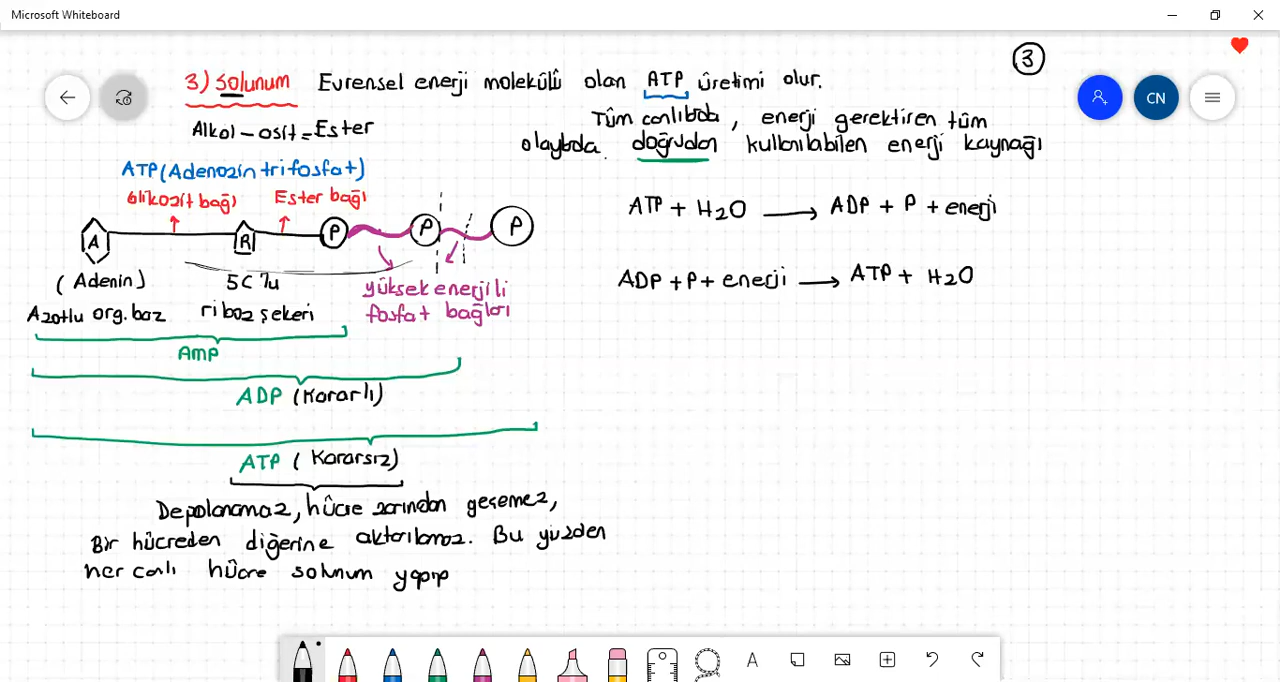 Microsoft Whiteboard
3
3) Solunum Evrensel enerji molekülü olan ATP üretimi olur.
CN
Tüm canlıbda, enerji gerektiren tüm
olaybda doğrudan kullanılabilen enerji kaynağı
Alkol - asit = Ester
ATP (Adenozin trifosfat)
Glikozit bağı Ester bağı
ATP + H2O → ADP + P + enerji
A R P P P
(Adenin) 5C'lu
Azotlu org. baz riboz şekeri
yüksek enerjili
fosfat bağları
ADP + P + enerji → ATP + H2O
AMP
ADP (Kararlı)
ATP (Kararsız)
Depolanamaz, hücre zarından geçemez,
Bir hücreden diğerine aktarılamaz. Bu yüzden
her canlı hücre solunum yapıp
A